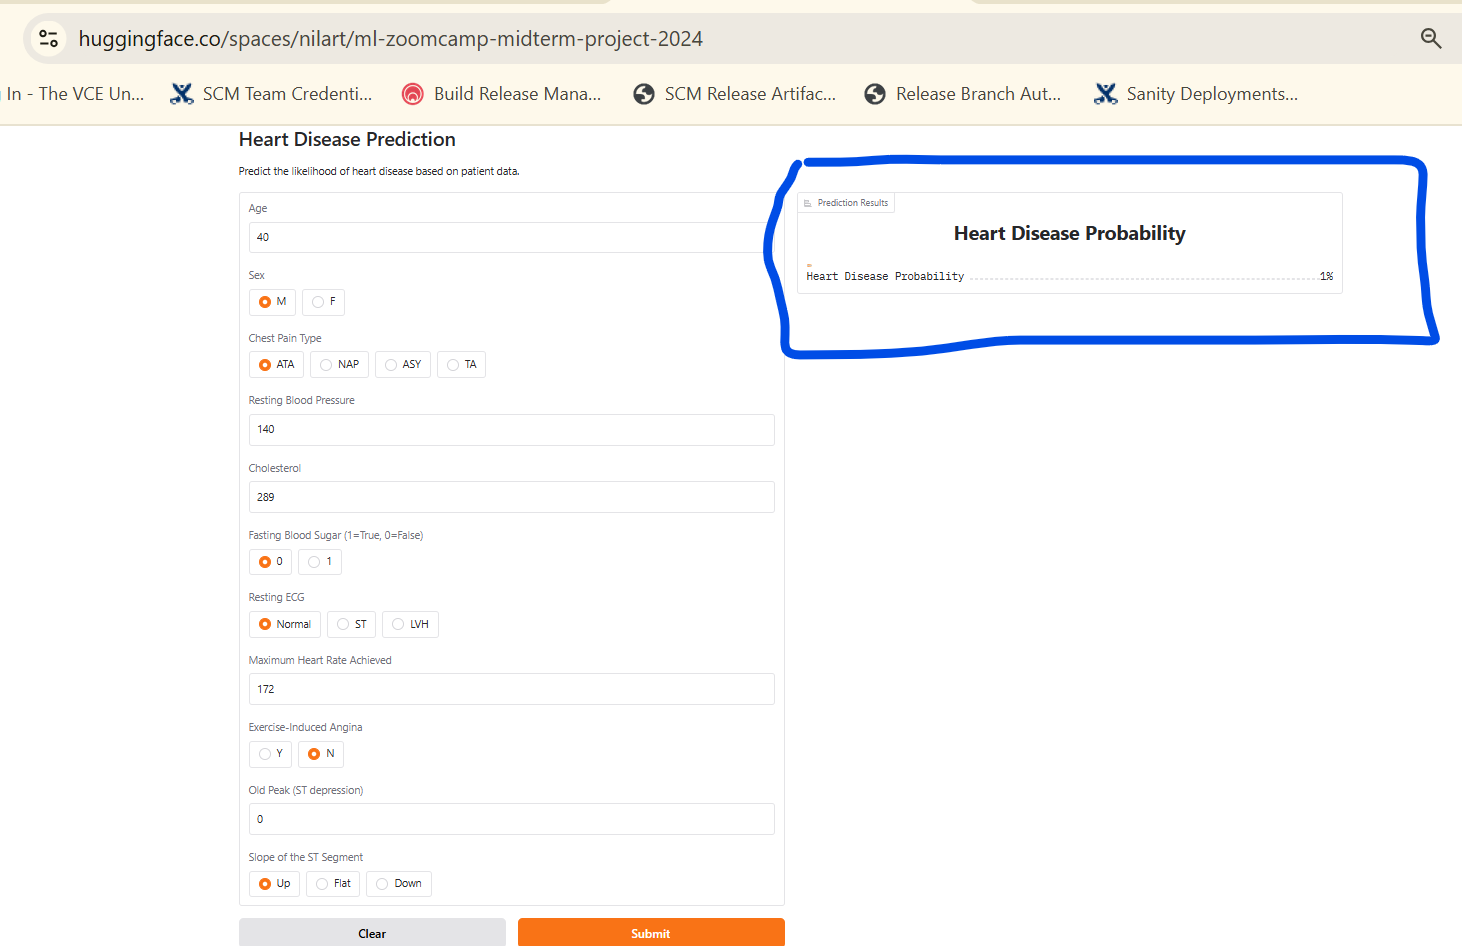 huggingface.co/spaces/nilart/ml-zoomcamp-midterm-project-2024
In - The VCE Un... SCM Team Credenti... Build Release Mana... SCM Release Artifac... Release Branch Aut... Sanity Deployments...
Heart Disease Prediction
Predict the likelihood of heart disease based on patient data.
Age
40
Sex
M F
Chest Pain Type
ATA NAP ASY TA
Resting Blood Pressure
140
Cholesterol
289
Fasting Blood Sugar (1=True, 0=False)
0 1
Resting ECG
Normal ST LVH
Maximum Heart Rate Achieved
172
Exercise-Induced Angina
Y N
Old Peak (ST depression)
0
Slope of the ST Segment
Up Flat Down
Clear Submit
Prediction Results
Heart Disease Probability
Heart Disease Probability 1%